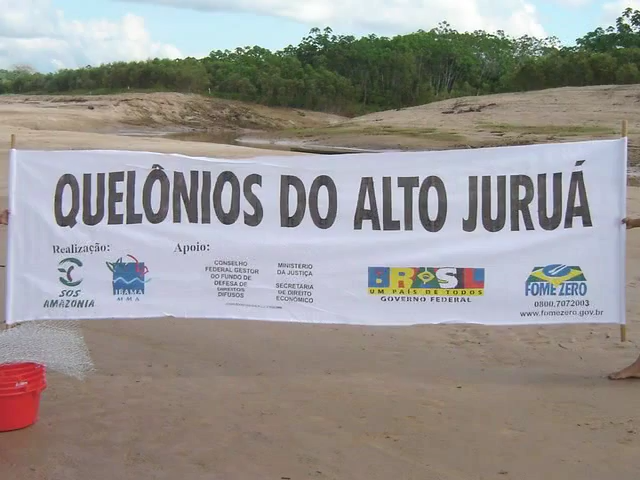 QUELÔNIOS DO ALTO JURUÁ
Realização:
SOS
AMAZONIA
IBAMA
Apoio:
CONSELHO
FEDERAL GESTOR
DO FUNDO DE
DEFESA DE
DIREITOS
DIFUSOS
MINISTERIO
DA JUSTIÇA
SECRETARIA
DE DIREITO
ECONÔMICO
BRASIL
UM PAÍS DE TODOS
GOVERNO FEDERAL
FOME ZERO
0800.7072003
www.fomezero.gov.br